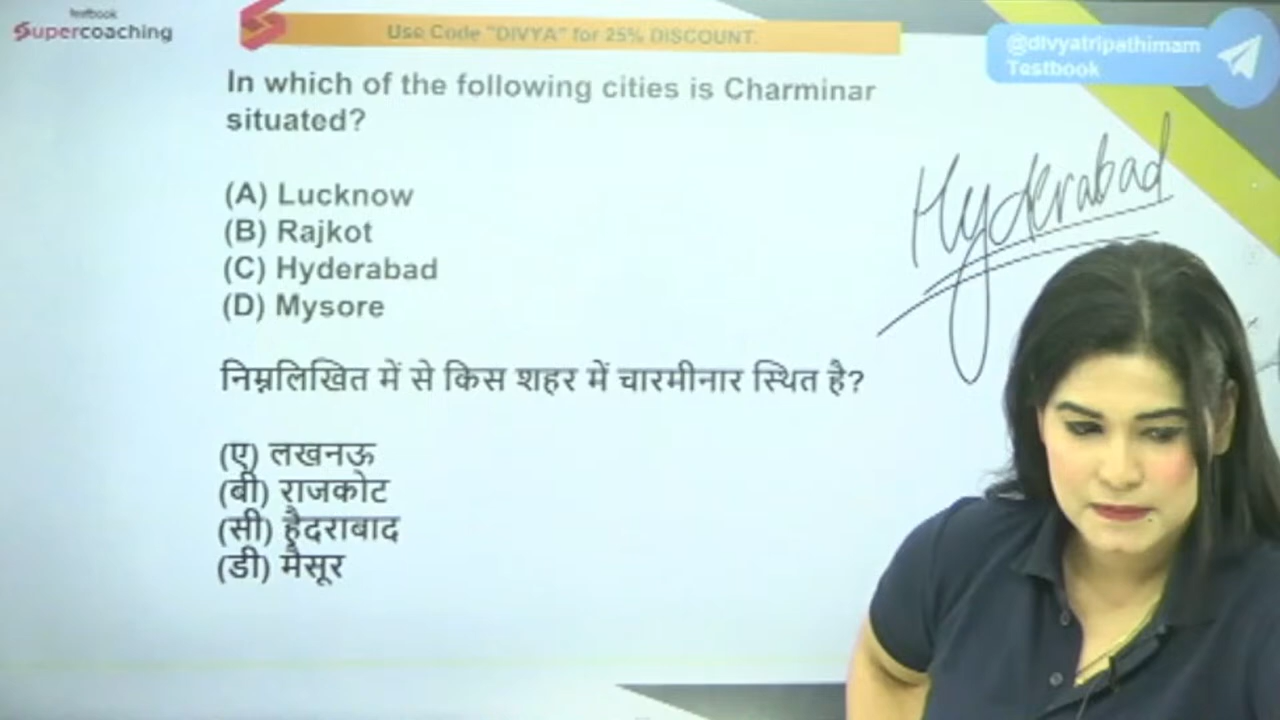 testbook
Supercoaching
Use Code "DIVYA" for 25% DISCOUNT.
@divyatripathimam
Testbook
In which of the following cities is Charminar
situated?
Hyderabad
(A) Lucknow
(B) Rajkot
(C) Hyderabad
(D) Mysore
निम्नलिखित में से किस शहर में चारमीनार स्थित है?
(ए) लखनऊ
(बी) राजकोट
(सी) हैदराबाद
(डी) मैसूर